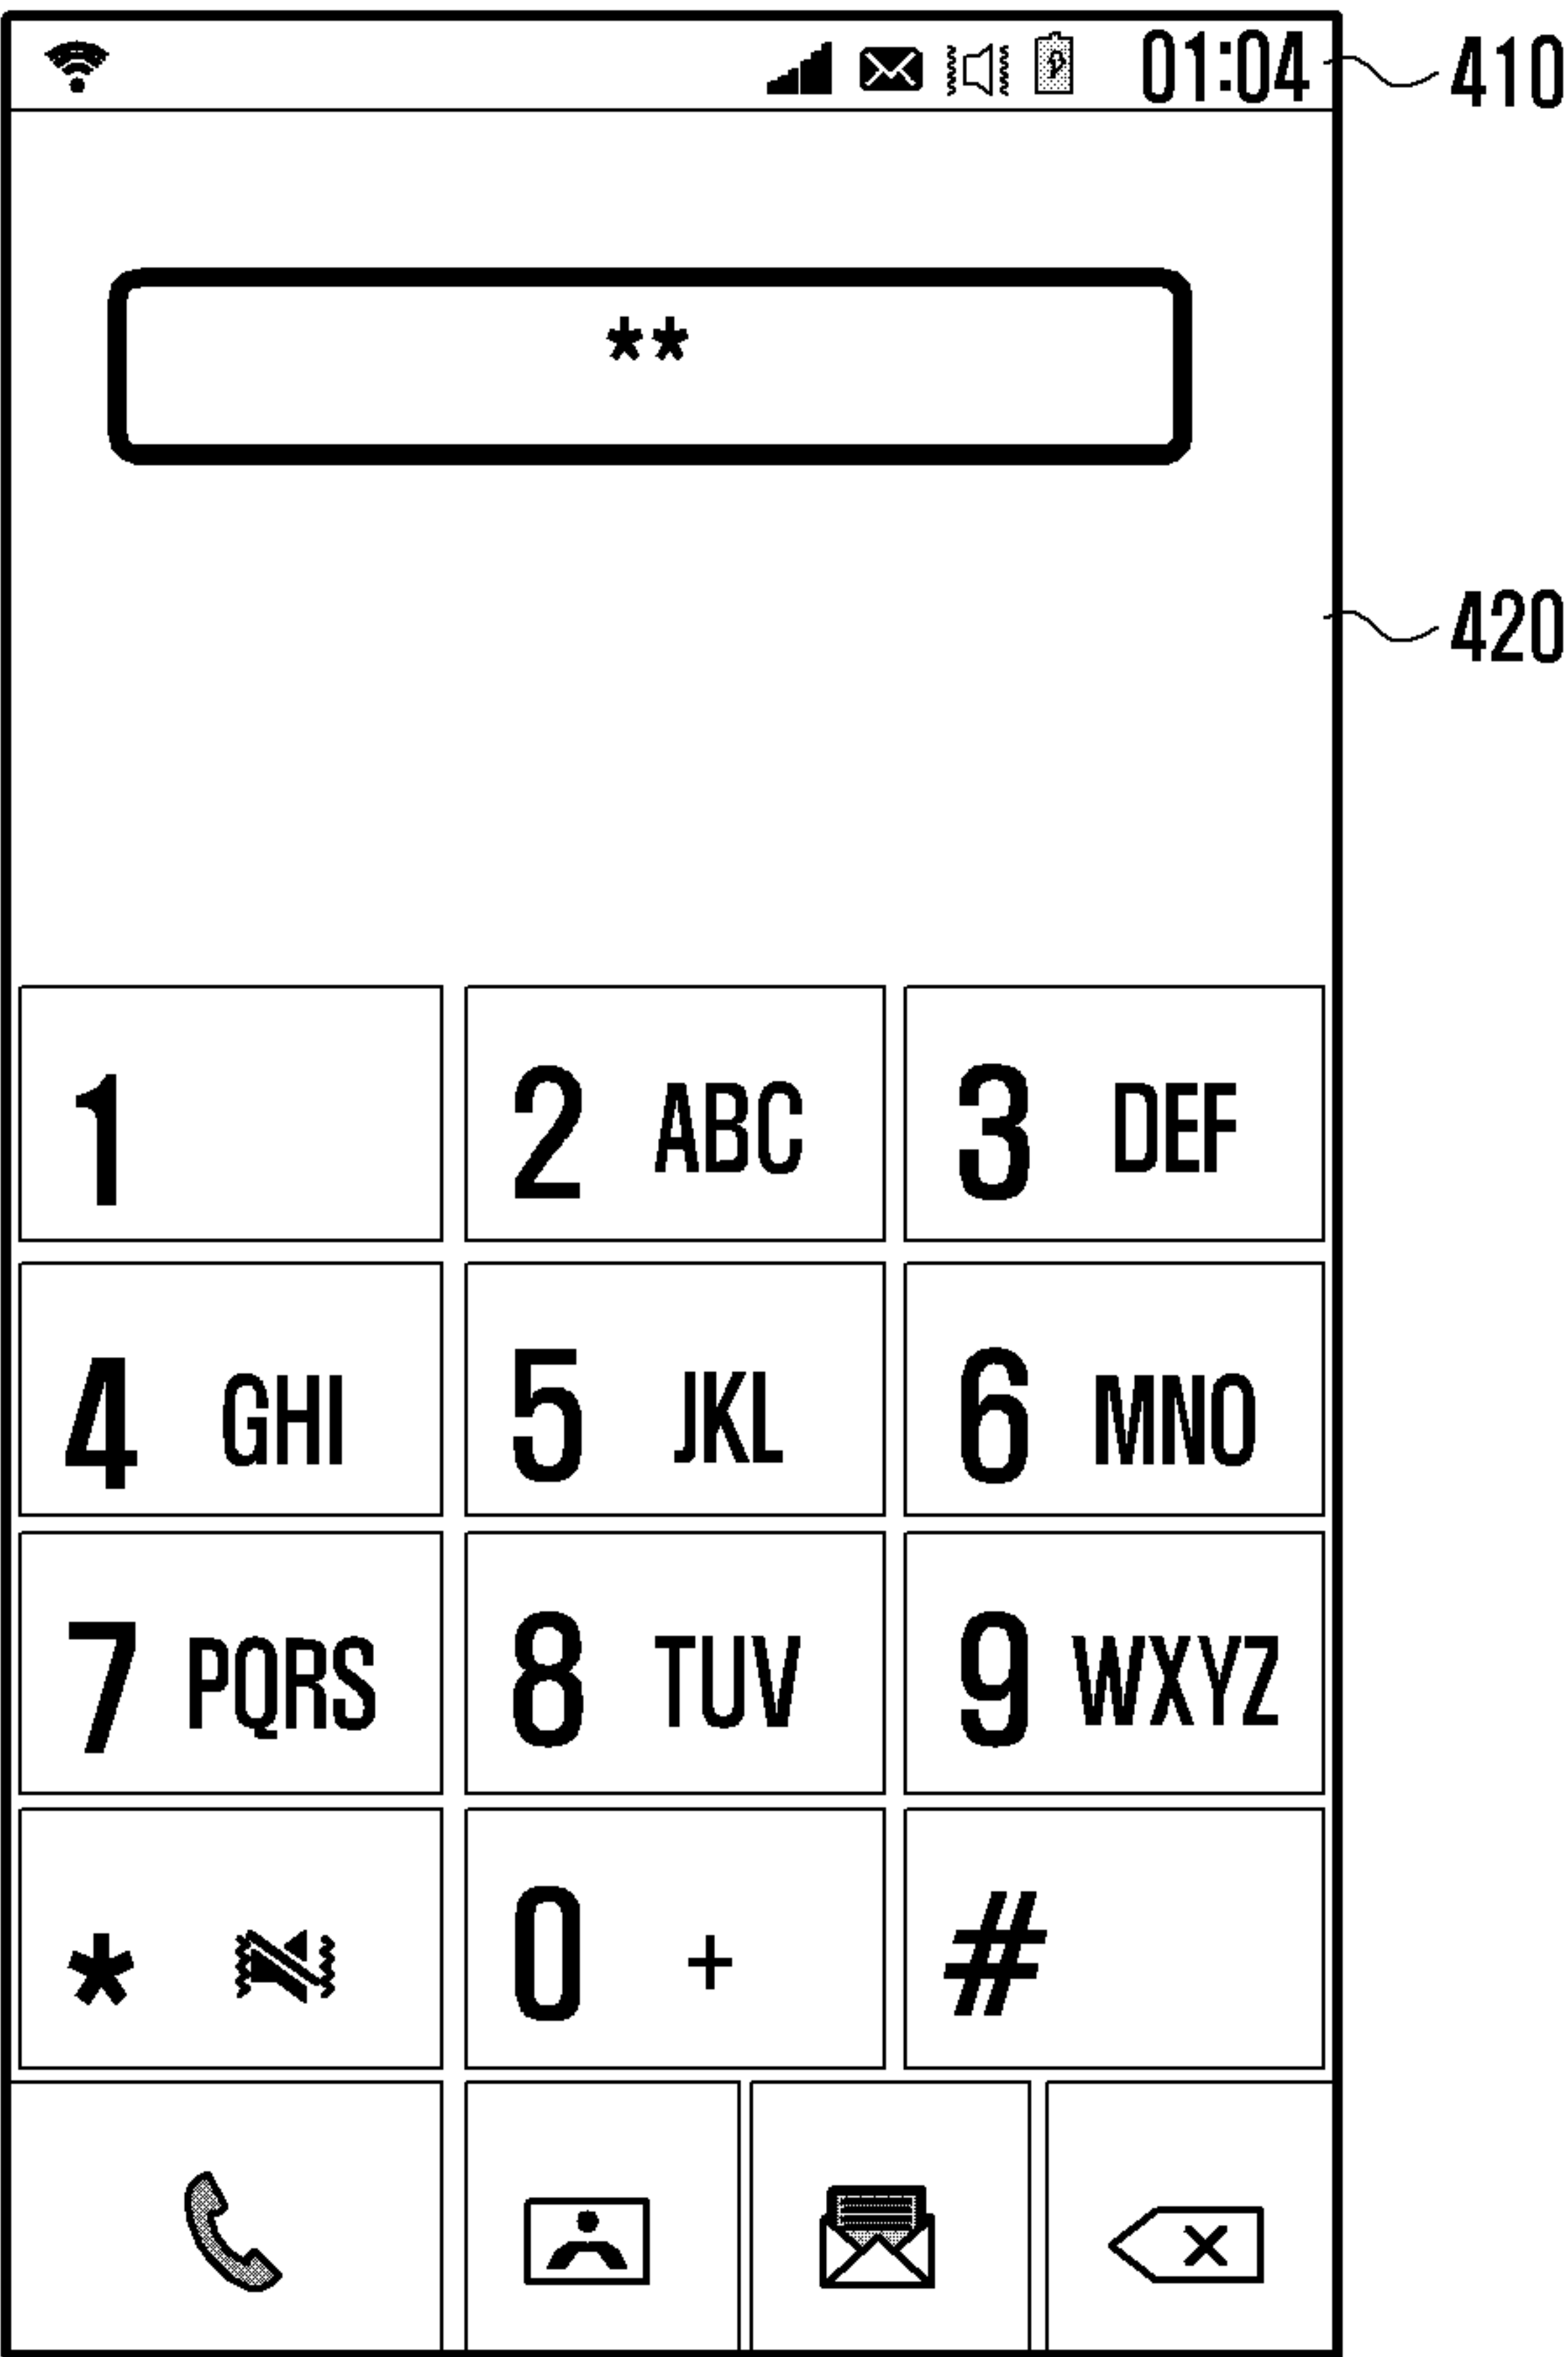 01:04 410
**
420
1 2 ABC 3 DEF
4 GHI 5 JKL 6 MNO
7 PQRS 8 TUV 9 WXYZ
* 0 + #